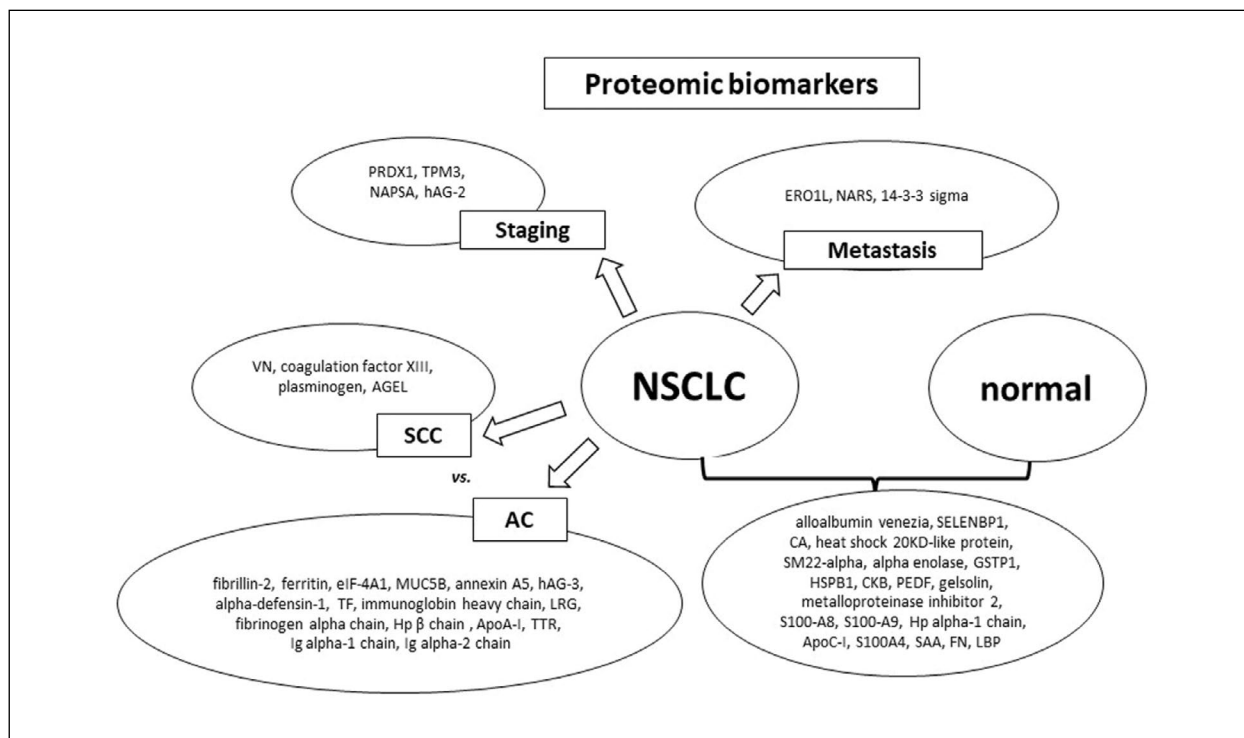 Proteomic biomarkers
PRDX1, TPM3,
NAPSA, hAG-2
Staging
ERO1L, NARS, 14-3-3 sigma
Metastasis
NSCLC
normal
VN, coagulation factor XIII,
plasminogen, AGEL
SCC
vs.
AC
fibrillin-2, ferritin, eIF-4A1, MUC5B, annexin A5, hAG-3,
alpha-defensin-1, TF, immunoglobin heavy chain, LRG,
fibrinogen alpha chain, Hp β chain , ApoA-I, TTR,
Ig alpha-1 chain, Ig alpha-2 chain
alloalbumin venezia, SELENBP1,
CA, heat shock 20KD-like protein,
SM22-alpha, alpha enolase, GSTP1,
HSPB1, CKB, PEDF, gelsolin,
metalloproteinase inhibitor 2,
S100-A8, S100-A9, Hp alpha-1 chain,
ApoC-I, S100A4, SAA, FN, LBP